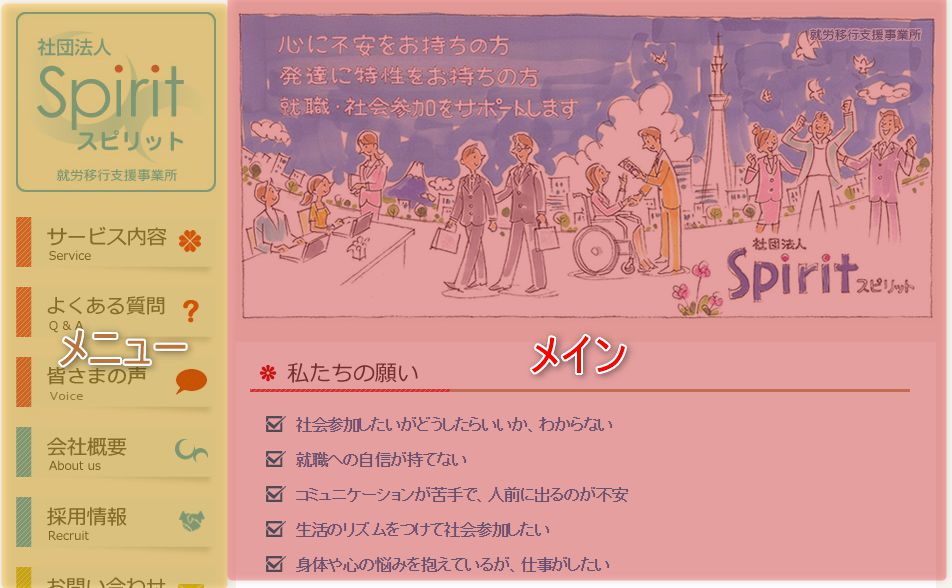 社団法人
Spirit
スピリット
就労移行支援事業所
サービス内容
Service
よくある質問
Q & A
メニュー
皆さまの声
Voice
会社概要
About us
採用情報
Recruit
お問い合わせ
心に不安をお持ちの方
発達に特性をお持ちの方
就職・社会参加をサポートします
就労移行支援事業所
社団法人
Spirit スピリット
メイン
私たちの願い
社会参加したいがどうしたらいいか、わからない
就職への自信が持てない
コミュニケーションが苦手で、人前に出るのが不安
生活のリズムをつけて社会参加したい
身体や心の悩みを抱えているが、仕事がしたい